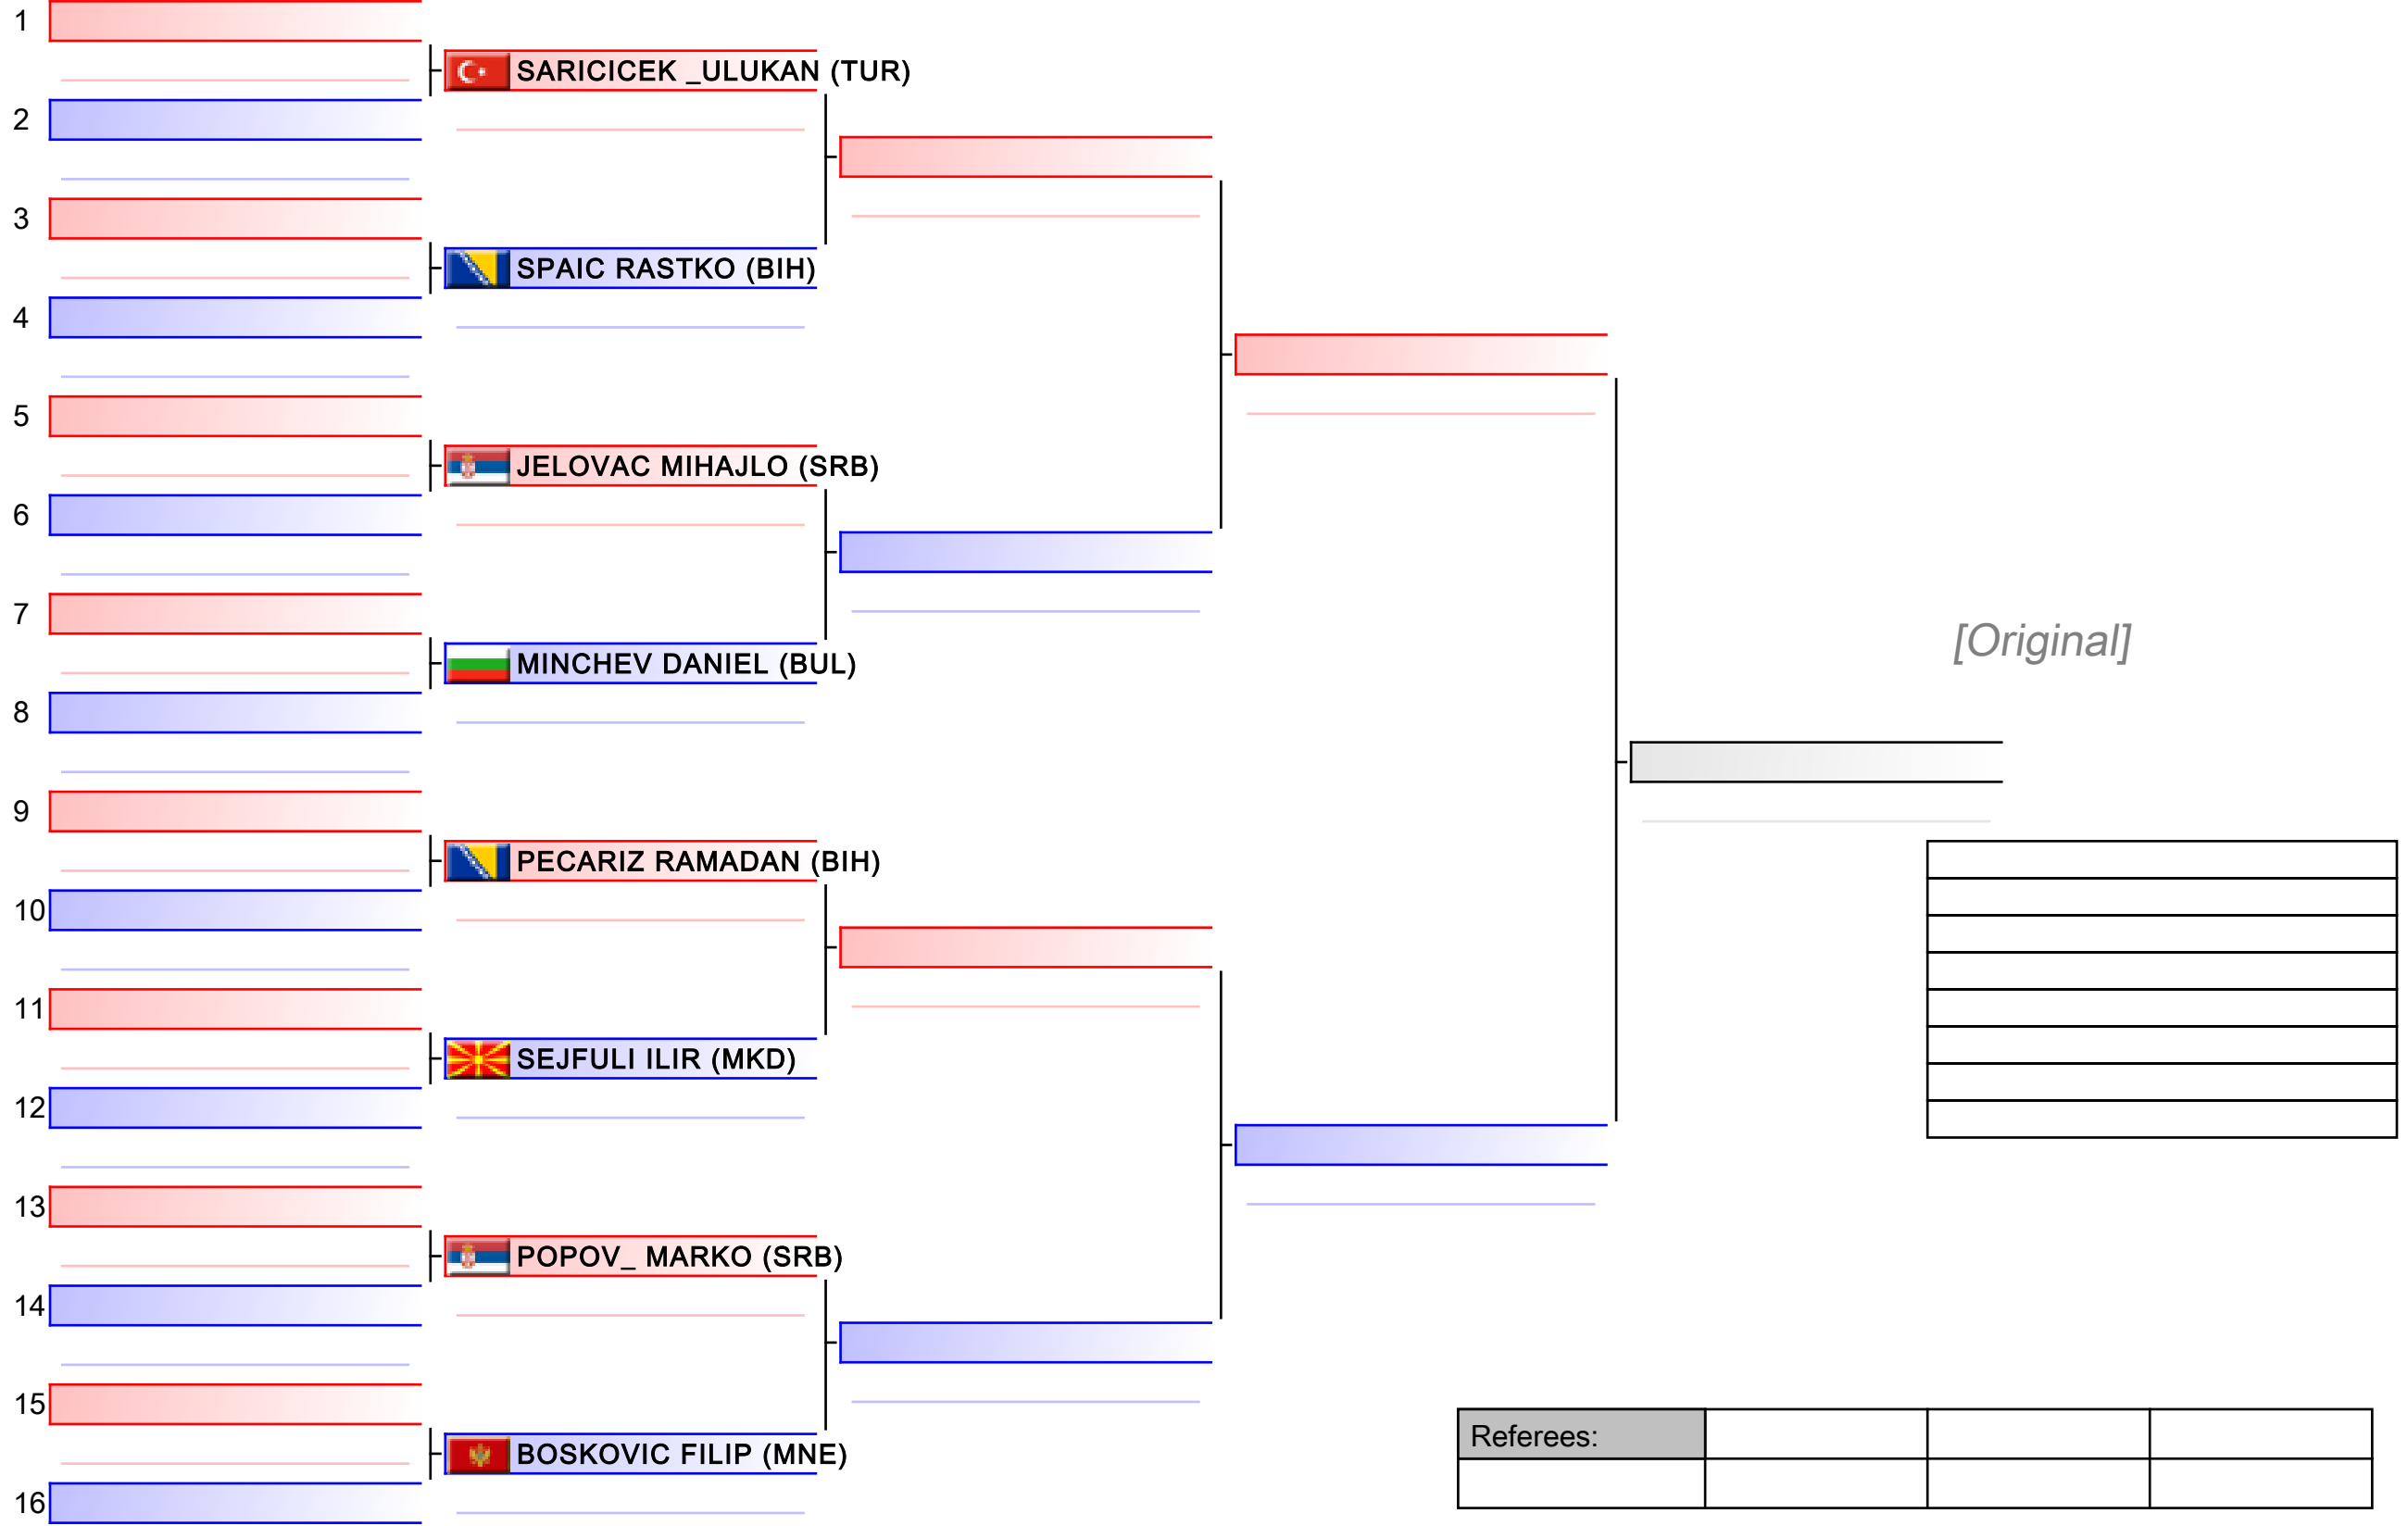 1
SARICICEK _ULUKAN (TUR)
2
3
SPAIC RASTKO (BIH)
4
5
JELOVAC MIHAJLO (SRB)
6
7
[Original]
MINCHEV DANIEL (BUL)
8
9
PECARIZ RAMADAN (BIH)
10
11
SEJFULI ILIR (MKD)
12
13
POPOV_ MARKO (SRB)
14
15
Referees:
BOSKOVIC FILIP (MNE)
16